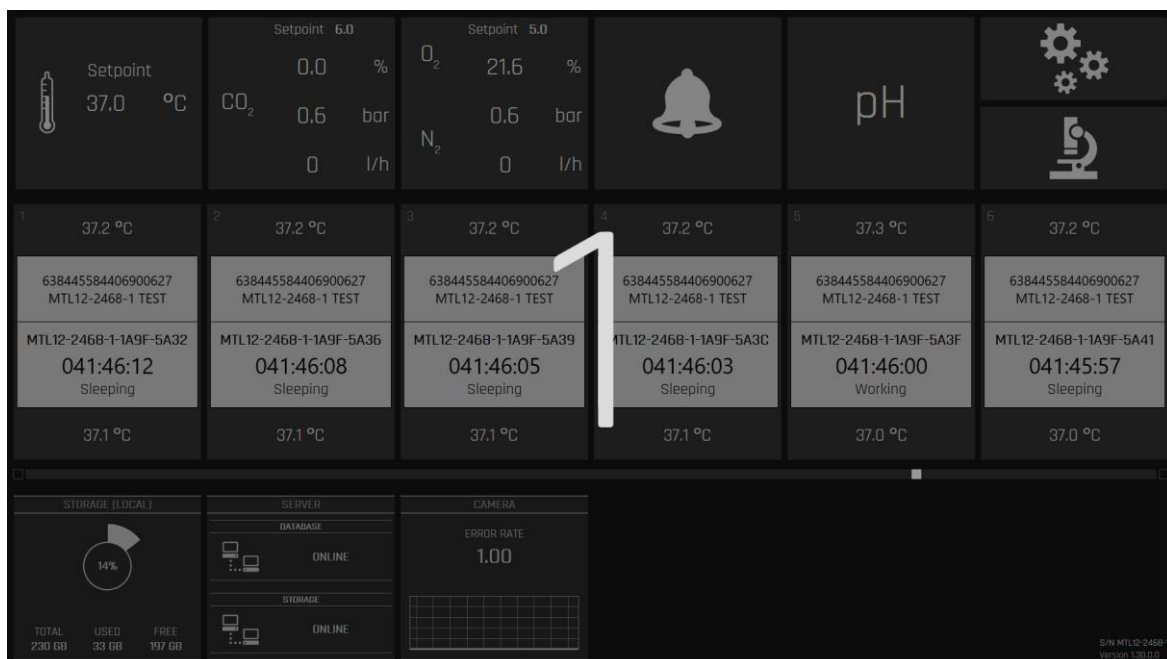 Setpoint
37.0 °C
Setpoint 6.0
CO₂
0.0 %
0.6 bar
0 l/h
Setpoint 5.0
O₂
21.6 %
0.6 bar
N₂
0 l/h
pH
1
37.2 °C
638445584406900627
MTL12-2468-1 TEST
MTL12-2468-1-1A9F-5A32
041:46:12
Sleeping
37.1 °C
2
37.2 °C
638445584406900627
MTL12-2468-1 TEST
MTL12-2468-1-1A9F-5A36
041:46:08
Sleeping
37.1 °C
3
37.2 °C
638445584406900627
MTL12-2468-1 TEST
MTL12-2468-1-1A9F-5A39
041:46:05
Sleeping
37.1 °C
1
4
37.2 °C
638445584406900627
MTL12-2468-1 TEST
MTL12-2468-1-1A9F-5A3C
041:46:03
Sleeping
37.1 °C
5
37.3 °C
638445584406900627
MTL12-2468-1 TEST
MTL12-2468-1-1A9F-5A3F
041:46:00
Working
37.0 °C
6
37.2 °C
638445584406900627
MTL12-2468-1 TEST
MTL12-2468-1-1A9F-5A41
041:45:57
Sleeping
37.0 °C
STORAGE (LOCAL)
14%
TOTAL USED FREE
230 GB 33 GB 197 GB
SERVER
DATABASE
ONLINE
STORAGE
ONLINE
CAMERA
ERROR RATE
1.00
S/N MTL12-2468-
Version 1.30.0.0